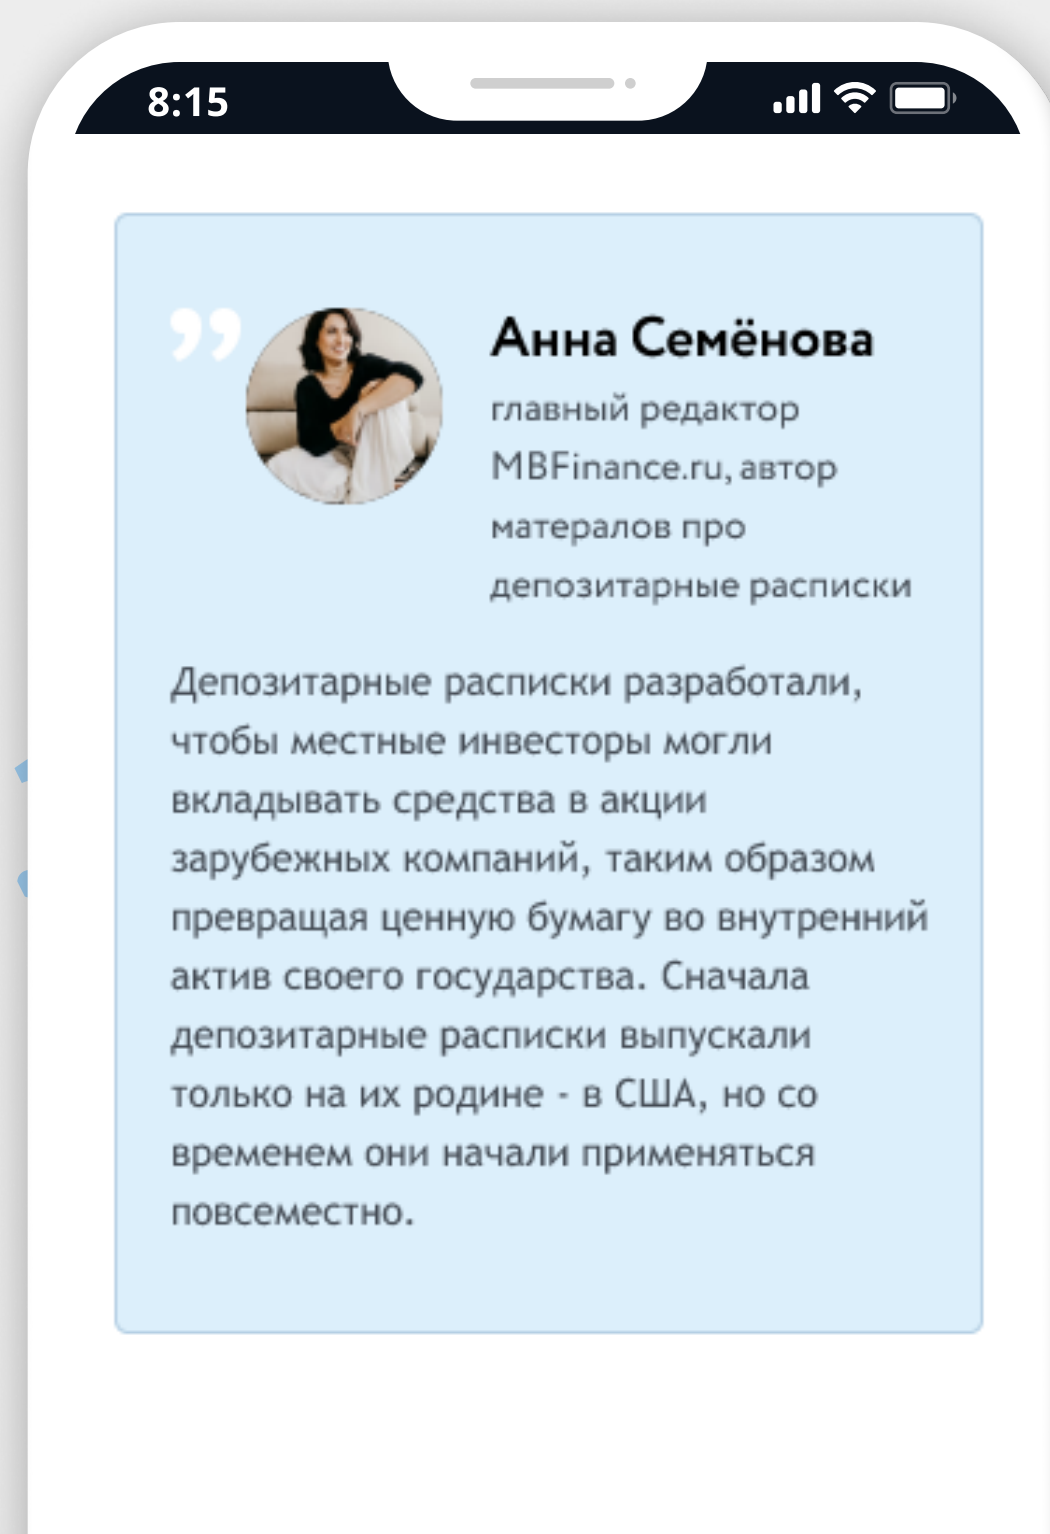 8:15
Анна Семёнова
главный редактор
MBFinance.ru, автор
матералов про
депозитарные расписки
Депозитарные расписки разработали,
чтобы местные инвесторы могли
вкладывать средства в акции
зарубежных компаний, таким образом
превращая ценную бумагу во внутренний
актив своего государства. Сначала
депозитарные расписки выпускали
только на их родине - в США, но со
временем они начали применяться
повсеместно.